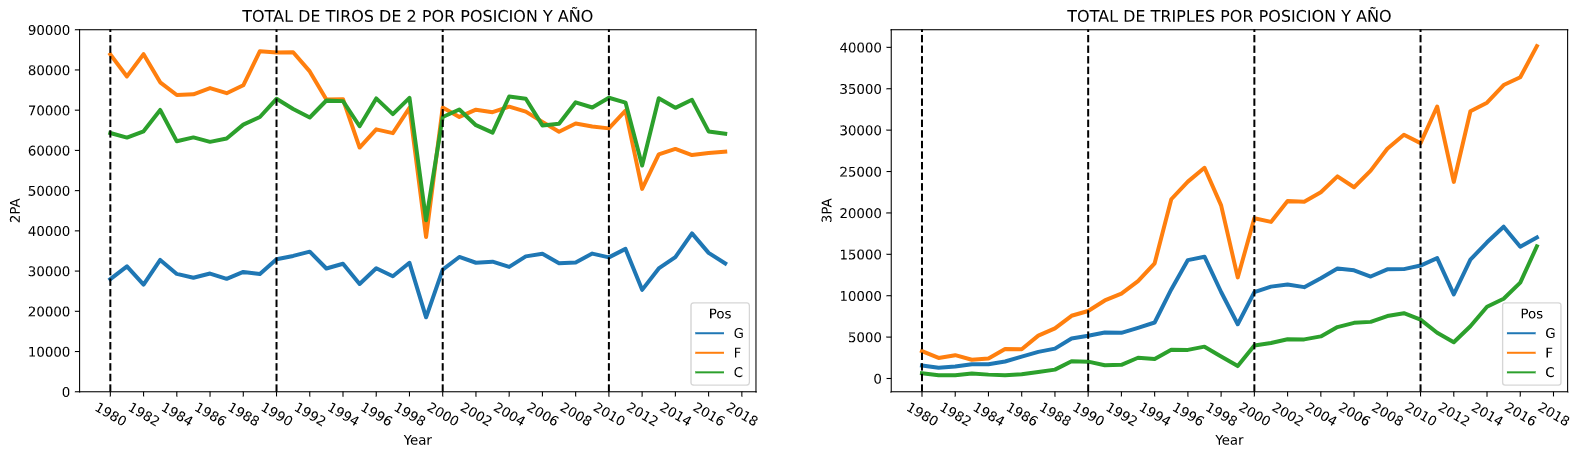 TOTAL DE TIROS DE 2 POR POSICION Y AÑO
90000
80000
70000
60000
50000
40000
30000
20000
10000
0
2PA
1980 1982 1984 1986 1988 1990 1992 1994 1996 1998 2000 2002 2004 2006 2008 2010 2012 2014 2016 2018
Year
Pos
G
F
C
TOTAL DE TRIPLES POR POSICION Y AÑO
40000
35000
30000
25000
20000
15000
10000
5000
0
3PA
1980 1982 1984 1986 1988 1990 1992 1994 1996 1998 2000 2002 2004 2006 2008 2010 2012 2014 2016 2018
Year
Pos
G
F
C